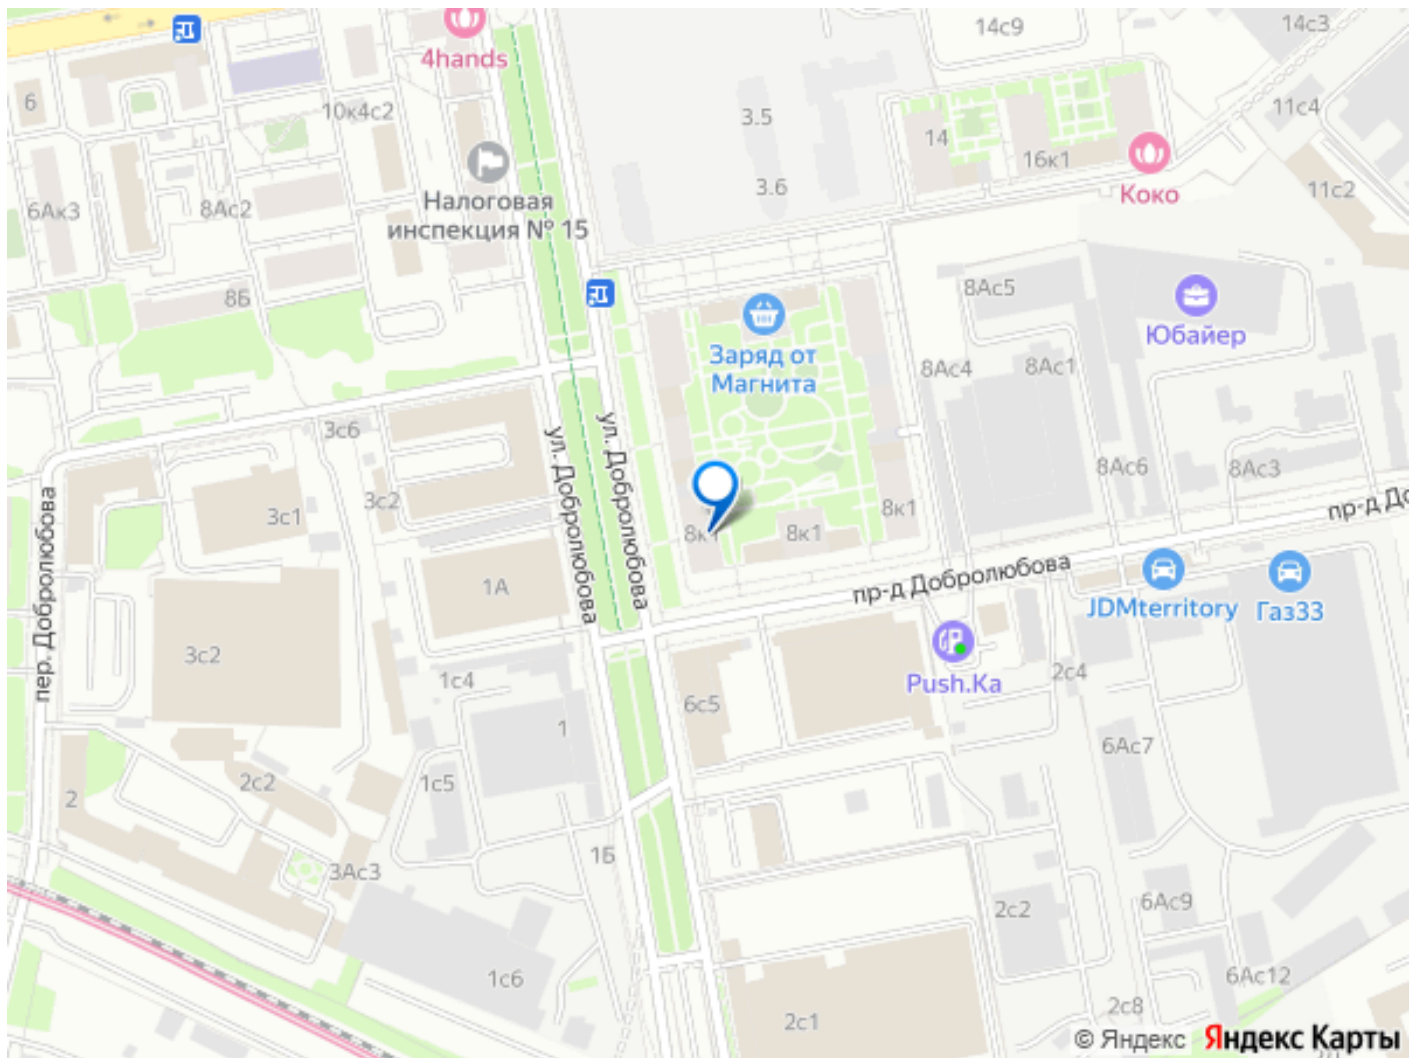 14с9
14с3
4hands
6
10к4с2
3.5
11с4
14
16к1
3.6
Коко
11с2
6Ак3
8Ас2
Налоговая
инспекция № 15
8Б
8Ас5
Юбайер
Заряд от
Магнита
8Ас4
8Ас1
3с6
ул. Добролюбова
ул. Добролюбова
8Ас6
8Ас3
3с2
3с1
пер. Добролюбова
8к1
8к1
8к1
пр-д До
пр-д Добролюбова
1А
JDMterritory
Газ33
3с2
1с4
Push.Ka
2с4
6с5
1
6Ас7
2с2
1с5
2
1Б
3Ас3
2с2
6Ас9
1с6
6Ас12
2с1
2с8
© Яндекс Яндекс Карты